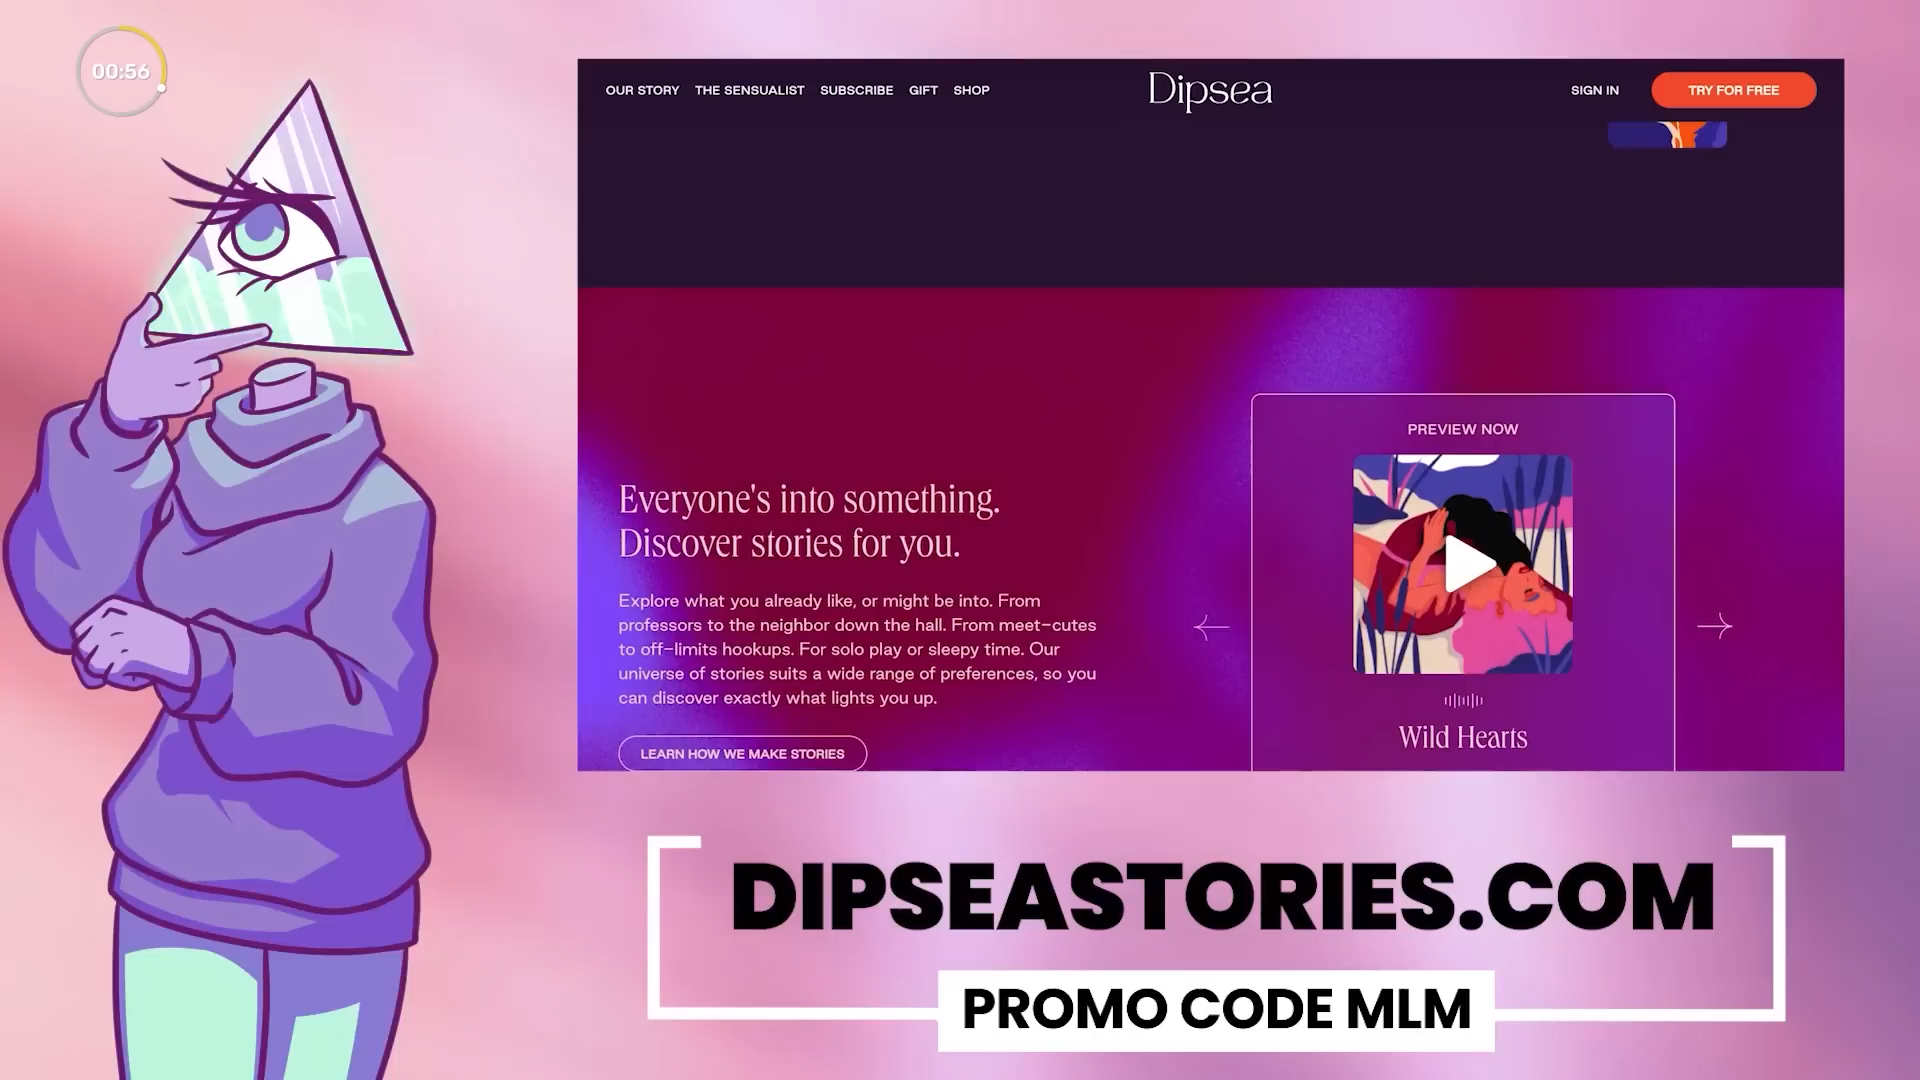 00:56
OUR STORY THE SENSUALIST SUBSCRIBE GIFT SHOP Dipsea SIGN IN TRY FOR FREE
Everyone's into something.
Discover stories for you.
Explore what you already like, or might be into. From
professors to the neighbor down the hall. From meet-cutes
to off-limits hookups. For solo play or sleepy time. Our
universe of stories suits a wide range of preferences, so you
can discover exactly what lights you up.
LEARN HOW WE MAKE STORIES
PREVIEW NOW
Wild Hearts
DIPSEASTORIES.COM
PROMO CODE MLM